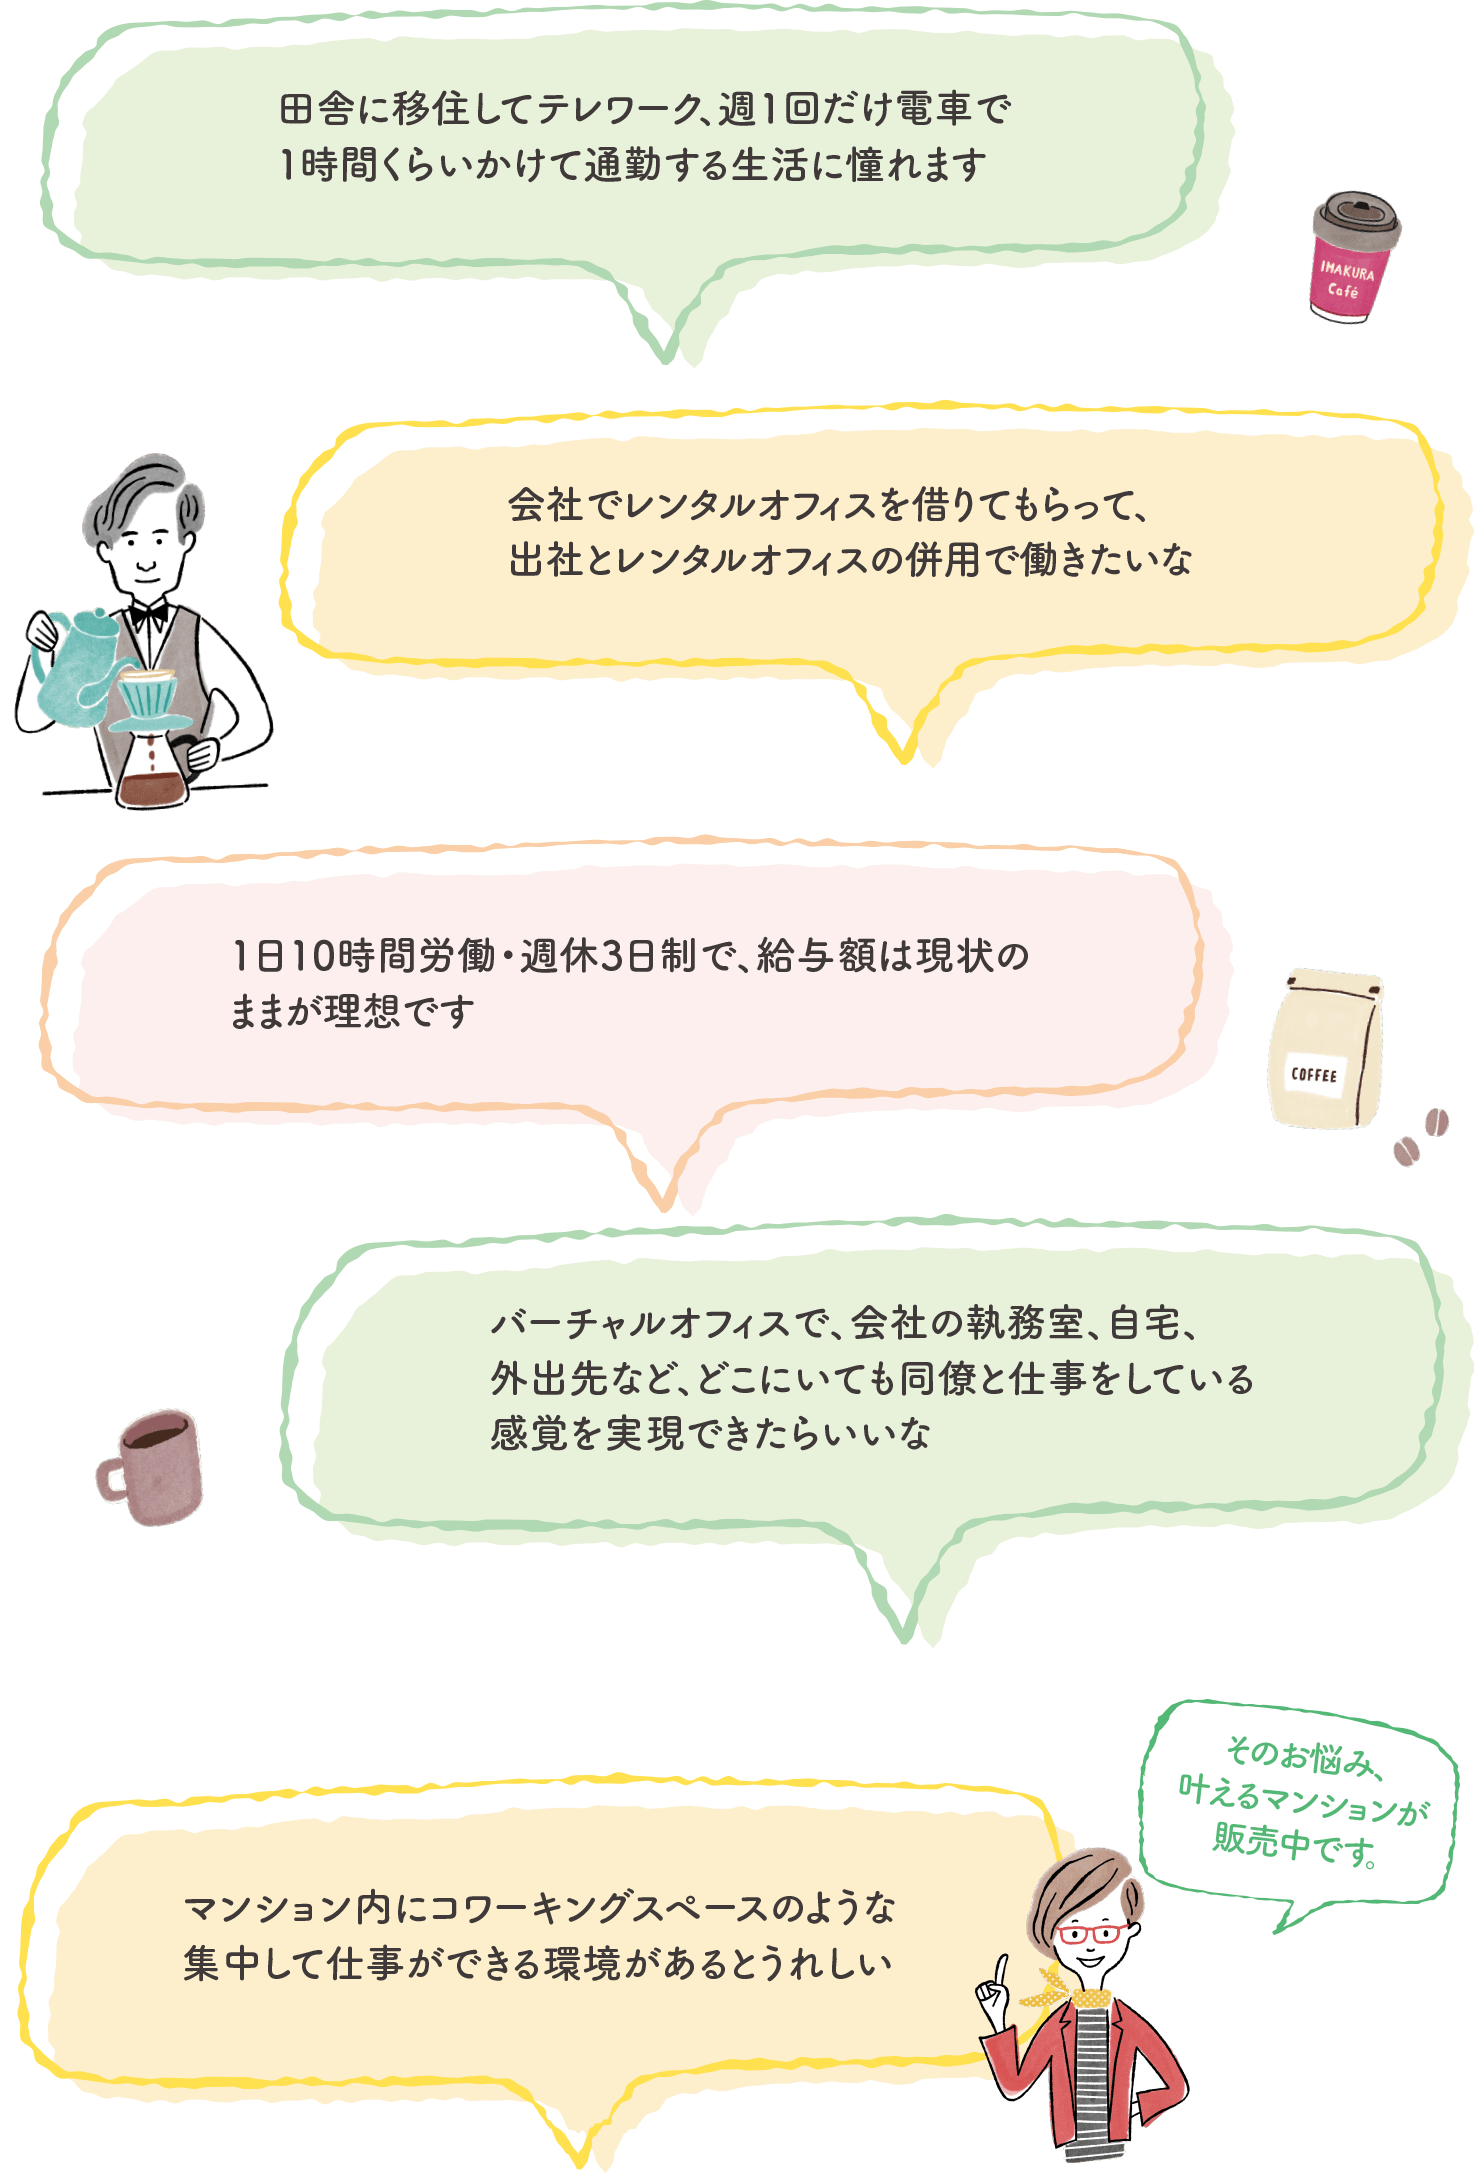 田舎に移住してテレワーク、週1回だけ電車で
1時間くらいかけて通勤する生活に憧れます
IMAKURA
Café
会社でレンタルオフィスを借りてもらって、
出社とレンタルオフィスの併用で働きたいな
1日10時間労働・週休3日制で、給与額は現状の
ままが理想です
COFFEE
バーチャルオフィスで、会社の執務室、自宅、
外出先など、どこにいても同僚と仕事をしている
感覚を実現できたらいいな
そのお悩み、
叶えるマンションが
販売中です。
マンション内にコワーキングスペースのような
集中して仕事ができる環境があるとうれしい